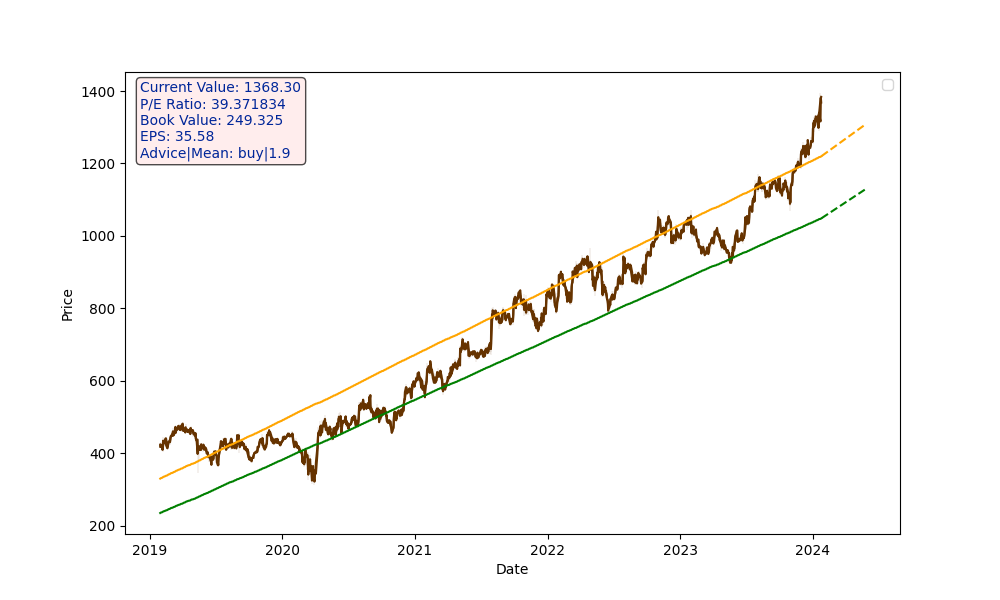 Current Value: 1368.30
P/E Ratio: 39.371834
Book Value: 249.325
EPS: 35.58
Advice|Mean: buy|1.9
1400
1200
1000
800
600
400
200
Price
2019 2020 2021 2022 2023 2024
Date